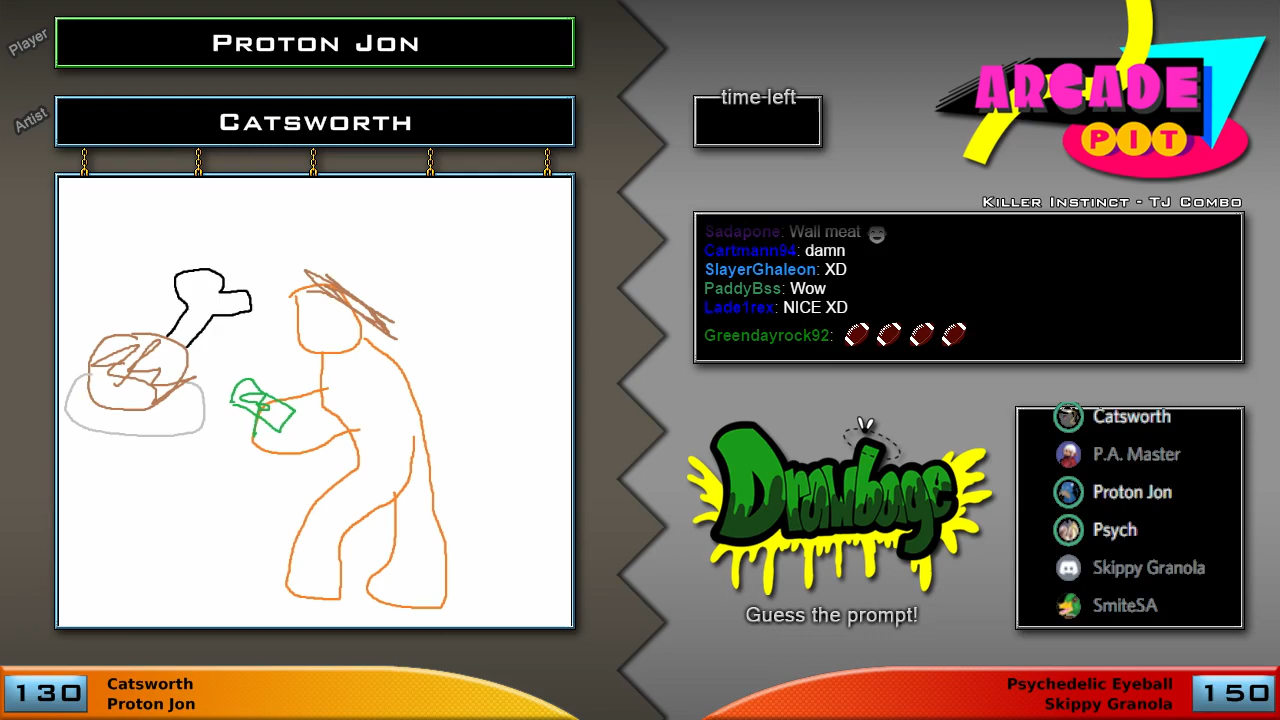 Player
PROTON JON
Artist
CATSWORTH
time left
ARCADE
PIT
KILLER INSTINCT - TJ COMBO
Sadapone: Wall meat
Cartmann94: damn
SlayerGhaleon: XD
PaddyBss: Wow
Lade1rex: NICE XD
Greendayrock92:
Drawbage
Guess the prompt!
Catsworth
P.A. Master
Proton Jon
Psych
Skippy Granola
SmiteSA
130
Catsworth
Proton Jon
Psychedelic Eyeball
Skippy Granola
150